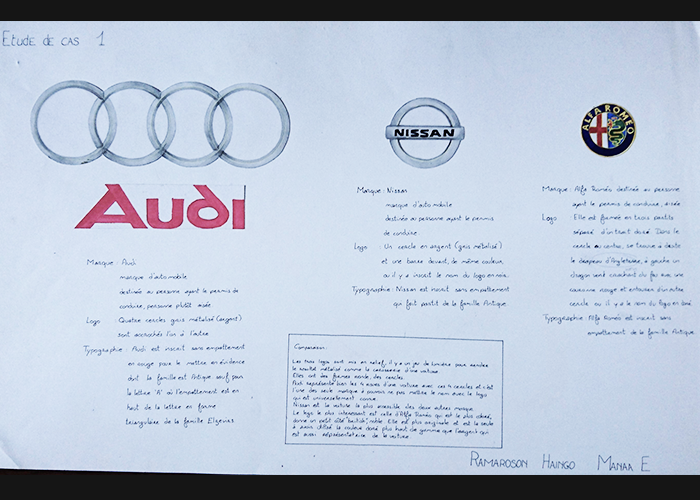 Etude de cas 1
Audi
NISSAN
ALFA ROMEO
Marque : Audi
marque d'automobile
destinée au personne ayant le permis de
conduire, personne plutôt aisée
Logo : Quatre cercles gris métalisé (argent)
sont accrochés l'un à l'autre
Typographie : Audi est inscrit sans empattement
en rouge pour le mettre en évidence
dont la famille est Antique sauf pour
la lettre "A" où l'empattement est en
haut de la lettre en forme
triangulaire de la famille Elzévirs
Marque : Nissan
marque d'automobile
destinée au personne ayant le permis
de conduire
Logo : Un cercle en argent (gris métalisé)
et une barre devant, de même couleur,
où il y a inscrit le nom du logo en noir.
Typographie : Nissan est inscrit sans empattement
qui fait partit de la famille Antique.
Marque : Alfa Roméo destinée au personne
ayant le permis de conduire, aisée
Logo : Elle est formée en trois partits
séparé d'un trait doré. Dans le
cercle au centre, se trouve à droite
le drapeau d'Angleterre, à gauche un
dragon vert crachant du feu avec une
couronne rouge et entourer d'un autre
cercle où il y a le nom du logo en doré
Typographie : Alfa Roméo est inscrit sans
empattement de la famille Antique.
Comparaison :
Les trois logos sont mis en relief, il y a un jeu de lumière pour rendre
le résultat métalisé comme la carosserie d'une voiture.
Elles ont des formes ronde, des cercles.
Audi représente bien les 4 roues d'une voiture avec ces 4 cercles et c'est
l'une des seule marque à pouvoir ne pas mettre le nom avec le logo
qui est universellement connu.
Nissan est la voiture la plus accessible des deux autres marque.
Le logo le plus intéressant est celle d'Alfa Roméo qui est le plus coloré,
donne un petit côté "british", noble. Elle est plus originale et est la seule
à avoir utilisé la couleur doré plus haut de gamme que l'argent qui
est aussi représentatrice de la voiture.
RAMAROSON HAINGO MANAA E